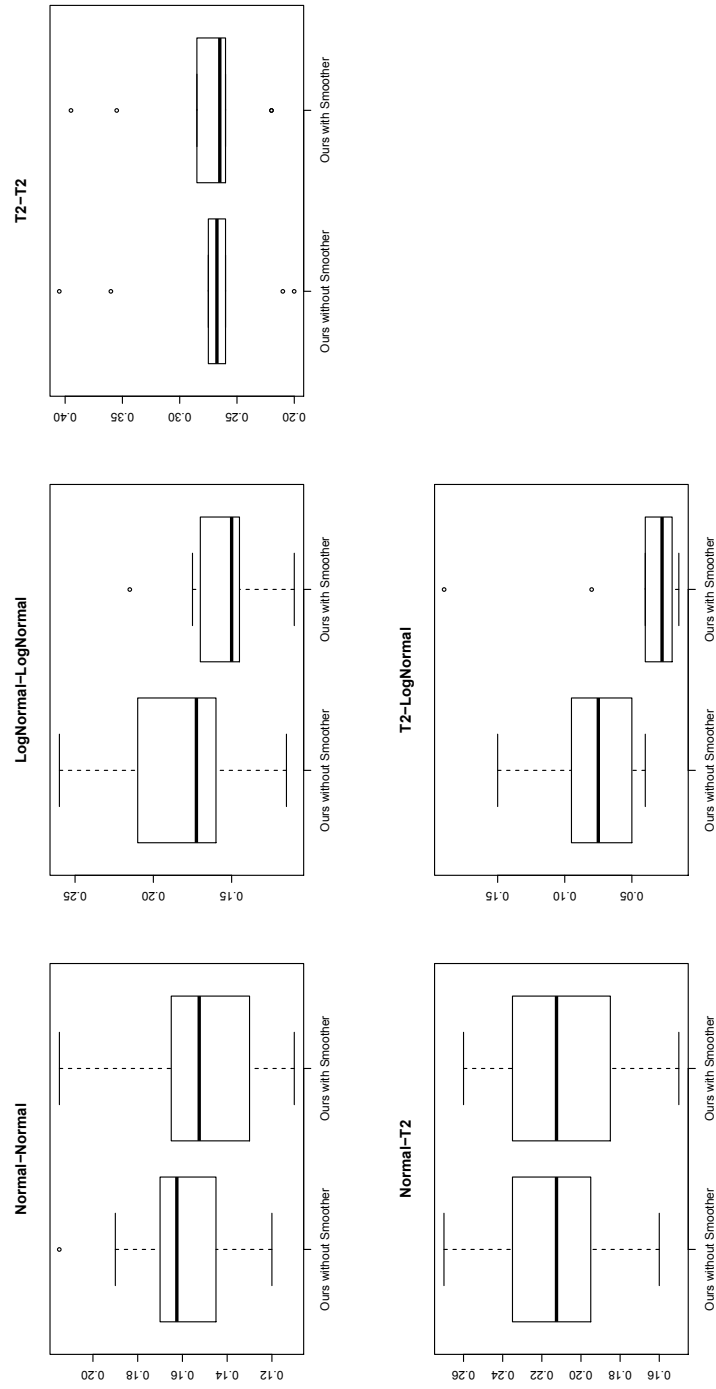 Normal−Normal
0.20
0.18
0.16
0.14
0.12
Ours without Smoother
Ours with Smoother
LogNormal−LogNormal
0.25
0.20
0.15
Ours without Smoother
Ours with Smoother
T2−T2
0.40
0.35
0.30
0.25
0.20
Ours without Smoother
Ours with Smoother
Normal−T2
0.26
0.24
0.22
0.20
0.18
0.16
Ours without Smoother
Ours with Smoother
T2−LogNormal
0.15
0.10
0.05
Ours without Smoother
Ours with Smoother